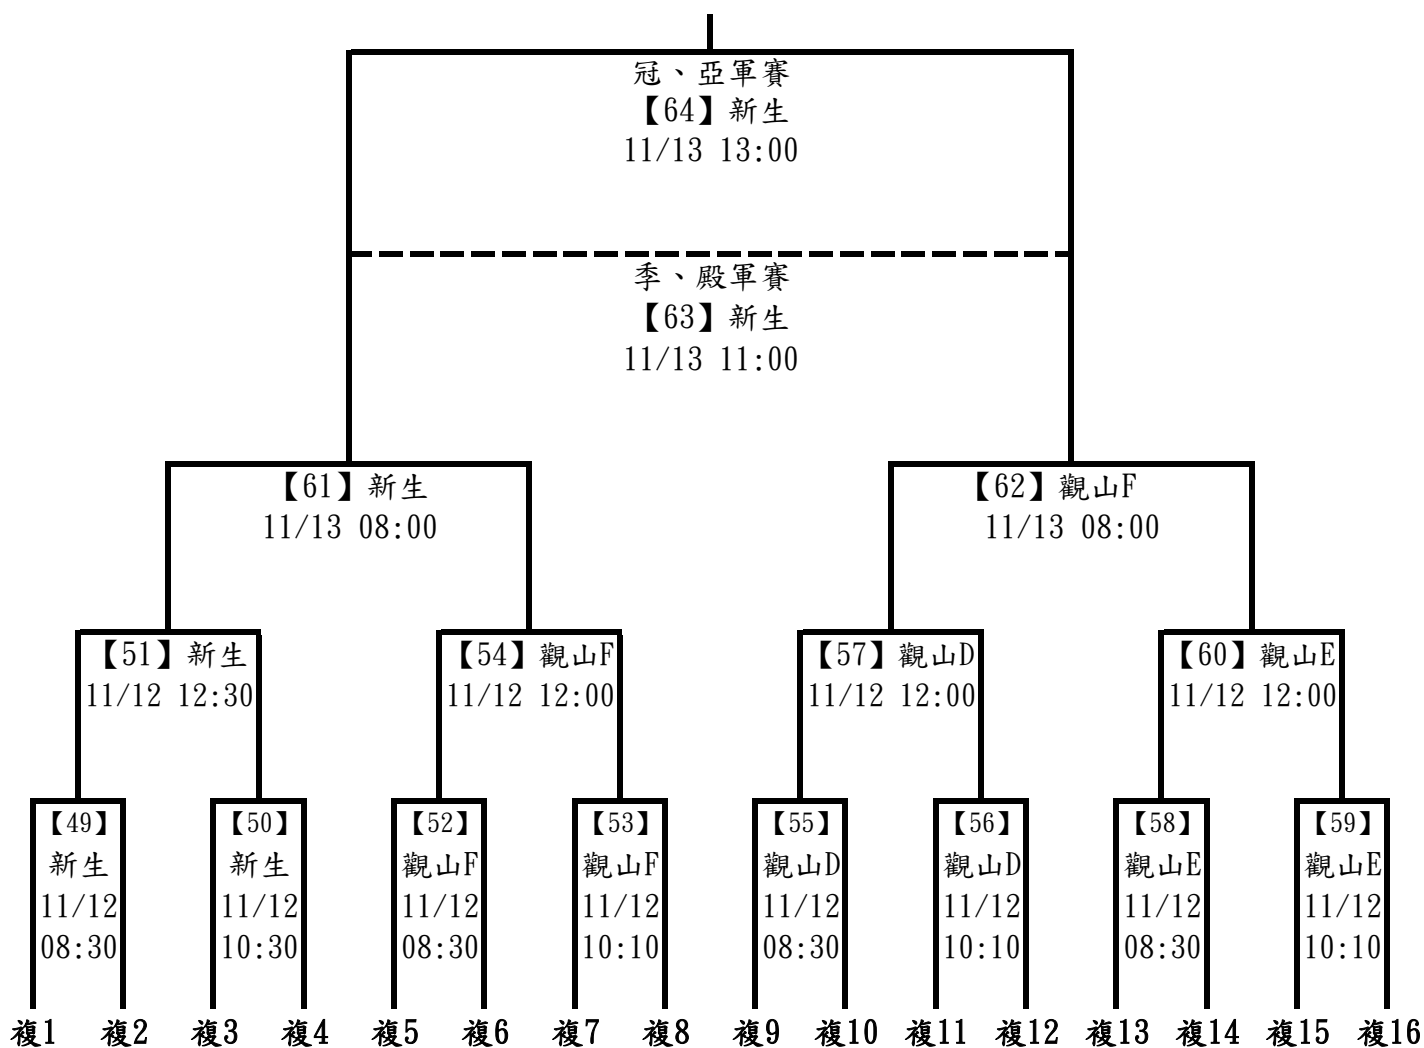 冠、亞軍賽
【64】新生
11/13 13:00
季、殿軍賽
【63】新生
11/13 11:00
【61】新生
11/13 08:00
【62】觀山F
11/13 08:00
【51】新生
11/12 12:30
【54】觀山F
11/12 12:00
【57】觀山D
11/12 12:00
【60】觀山E
11/12 12:00
【49】
新生
11/12
08:30
【50】
新生
11/12
10:30
【52】
觀山F
11/12
08:30
【53】
觀山F
11/12
10:10
【55】
觀山D
11/12
08:30
【56】
觀山D
11/12
10:10
【58】
觀山E
11/12
08:30
【59】
觀山E
11/12
10:10
複1 複2 複3 複4 複5 複6 複7 複8 複9 複10 複11 複12 複13 複14 複15 複16